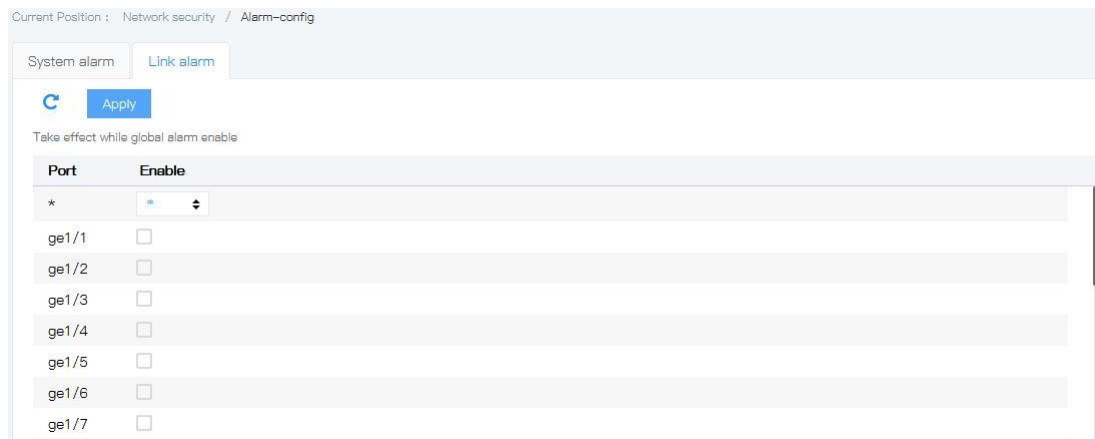 Current Position : Network security / Alarm-config
System alarm Link alarm
Apply
Take effect while global alarm enable
Port Enable
* *
ge1/1
ge1/2
ge1/3
ge1/4
ge1/5
ge1/6
ge1/7